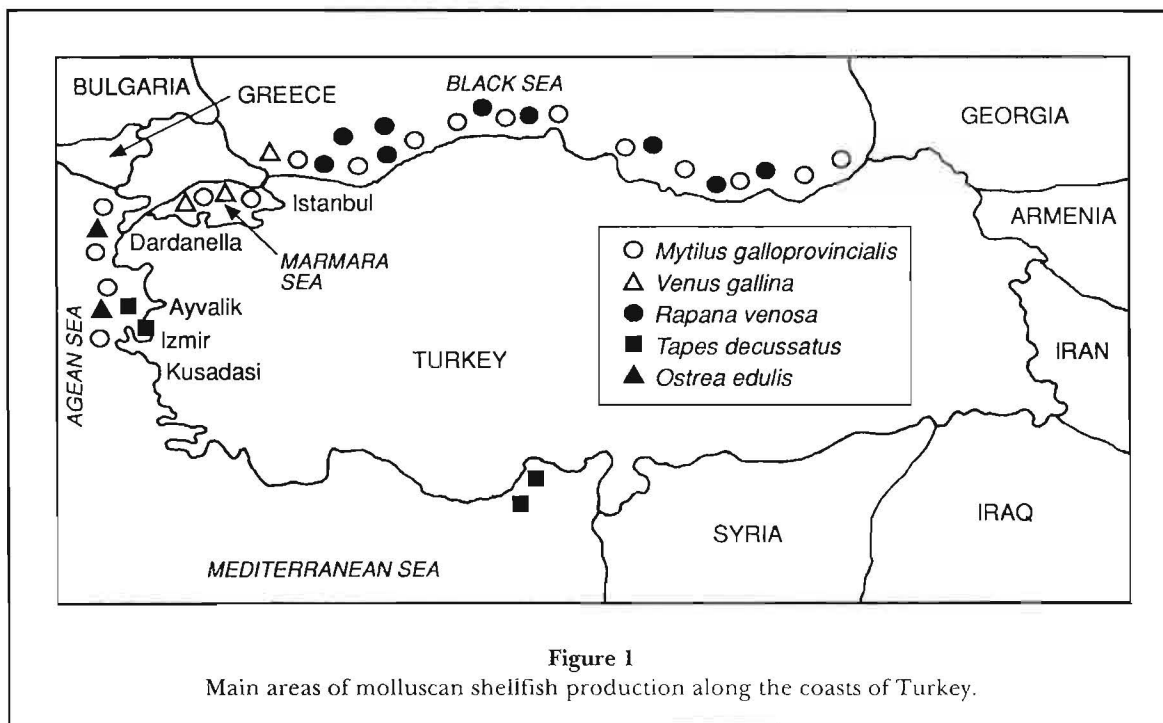 BULGARIA
GREECE
BLACK SEA
GEORGIA
ARMENIA
Istanbul
Dardanella
MARMARA
SEA
Mytilus galloprovincialis
Venus gallina
Rapana venosa
Tapes decussatus
Ostrea edulis
Ayvalik
Izmir
Kusadasi
AGEAN SEA
TURKEY
IRAN
IRAQ
SYRIA
MEDITERRANEAN SEA
Figure 1
Main areas of molluscan shellfish production along the coasts of Turkey.